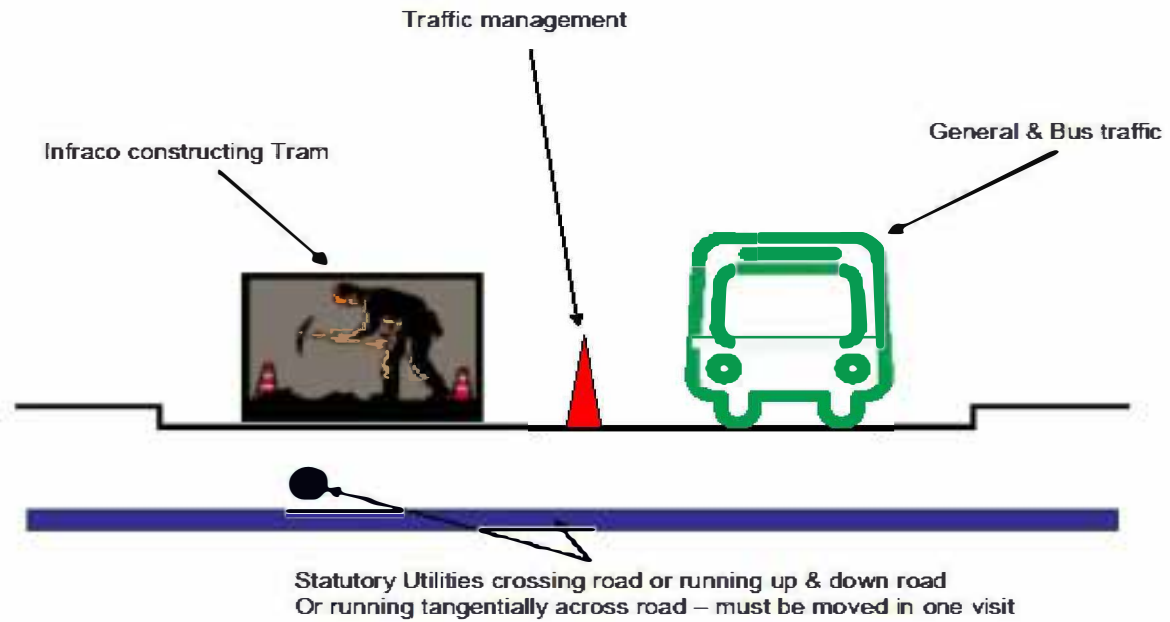 Traffic management
General & Bus traffic
Infraco constructing Tram
Statutory Utilities crossing road or running up & down road
Or running tangentially across road – must be moved in one visit